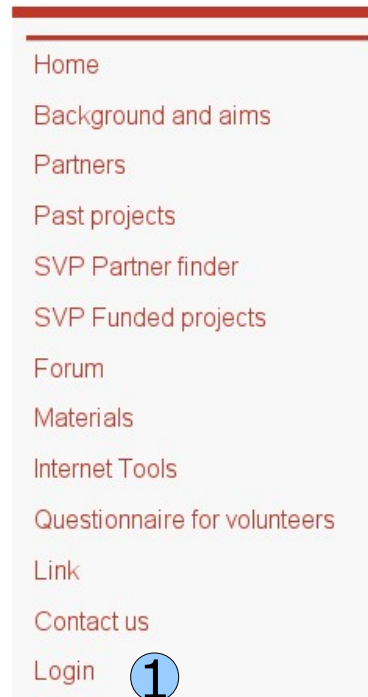 Home
Background and aims
Partners
Past projects
SVP Partner finder
SVP Funded projects
Forum
Materials
Internet Tools
Questionnaire for volunteers
Link
Contact us
Login 1